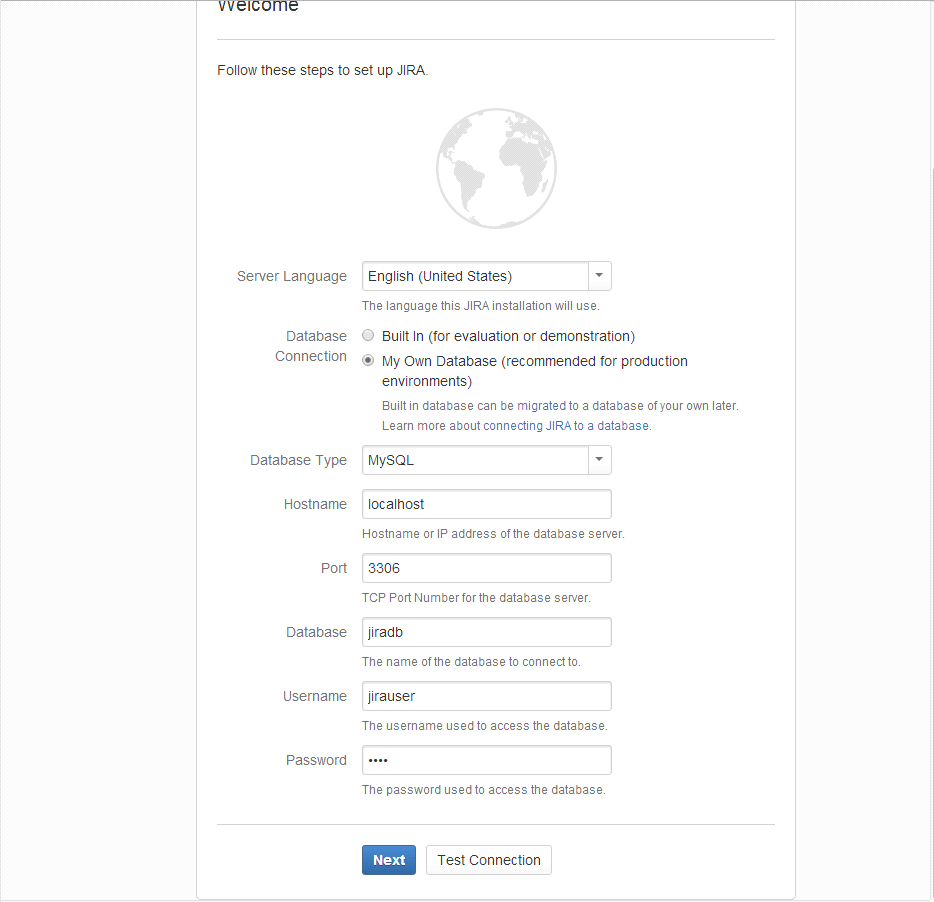 Welcome
Follow these steps to set up JIRA.
Server Language
English (United States)
The language this JIRA installation will use.
Database
Connection
Built In (for evaluation or demonstration)
My Own Database (recommended for production
environments)
Built in database can be migrated to a database of your own later.
Learn more about connecting JIRA to a database.
Database Type
MySQL
Hostname
localhost
Hostname or IP address of the database server.
Port
3306
TCP Port Number for the database server.
Database
jiradb
The name of the database to connect to.
Username
jirauser
The username used to access the database.
Password
••••
The password used to access the database.
Next
Test Connection